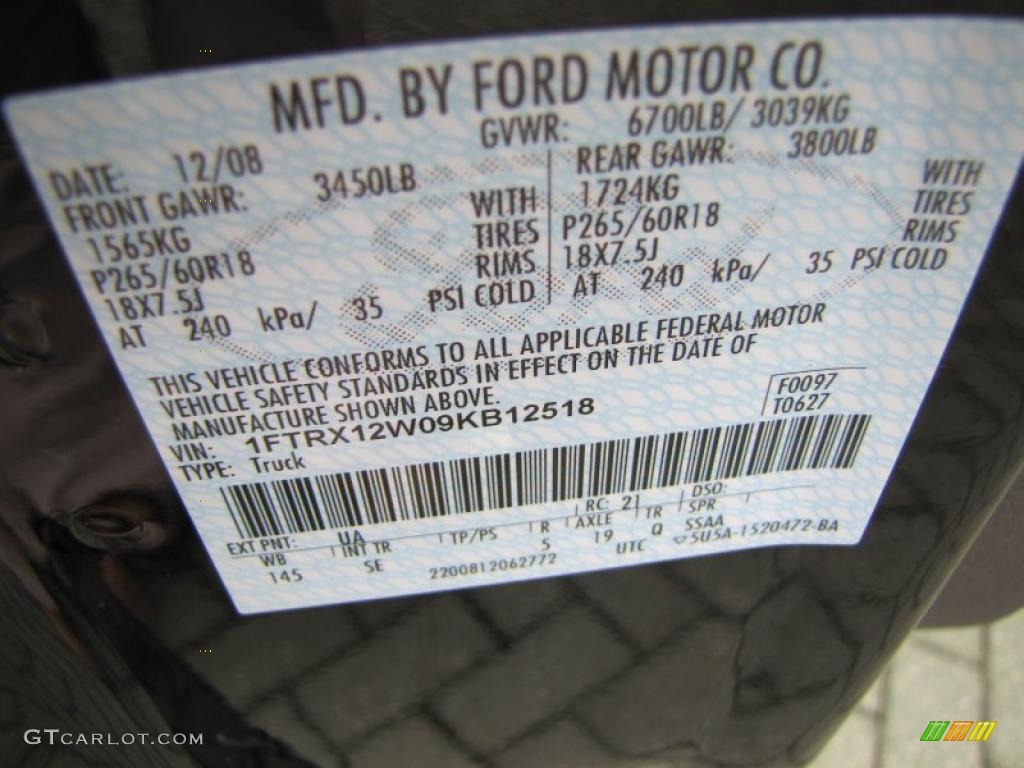 MFD. BY FORD MOTOR CO.
DATE: 12/08 GVWR: 6700LB/ 3039KG
FRONT GAWR: 3450LB REAR GAWR: 3800LB
1565KG WITH 1724KG WITH
P265/60R18 TIRES P265/60R18 TIRES
18X7.5J RIMS 18X7.5J RIMS
AT 240 kPa/ 35 PSI COLD AT 240 kPa/ 35 PSI COLD
THIS VEHICLE CONFORMS TO ALL APPLICABLE FEDERAL MOTOR
VEHICLE SAFETY STANDARDS IN EFFECT ON THE DATE OF
MANUFACTURE SHOWN ABOVE.
VIN: 1FTRX12W09KB12518 F0097
TYPE: Truck T0627
EXT PNT: UA RC: 21 DSO:
WB INT TR TP/PS R AXLE TR SPR
145 SE 5 19 Q SSAA
2200812062772 UTC ▽5U5A-1520472-BA
GTCARLOT.COM